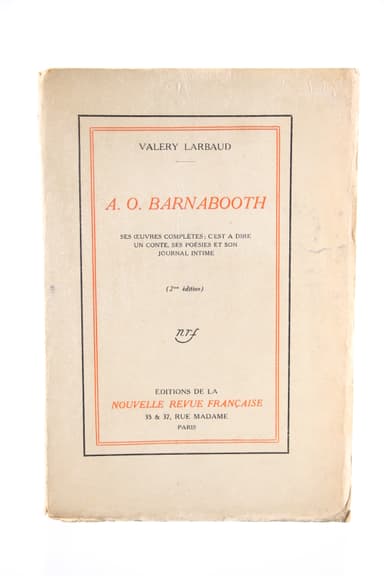 VALERY LARBAUD
A. O. BARNABOOTH
SES ŒUVRES COMPLÈTES; C'EST A DIRE
UN CONTE, SES POÉSIES ET SON
JOURNAL INTIME
(2me édition)
nrf
ÉDITIONS DE LA
NOUVELLE REVUE FRANÇAISE
35 & 37, RUE MADAME
PARIS